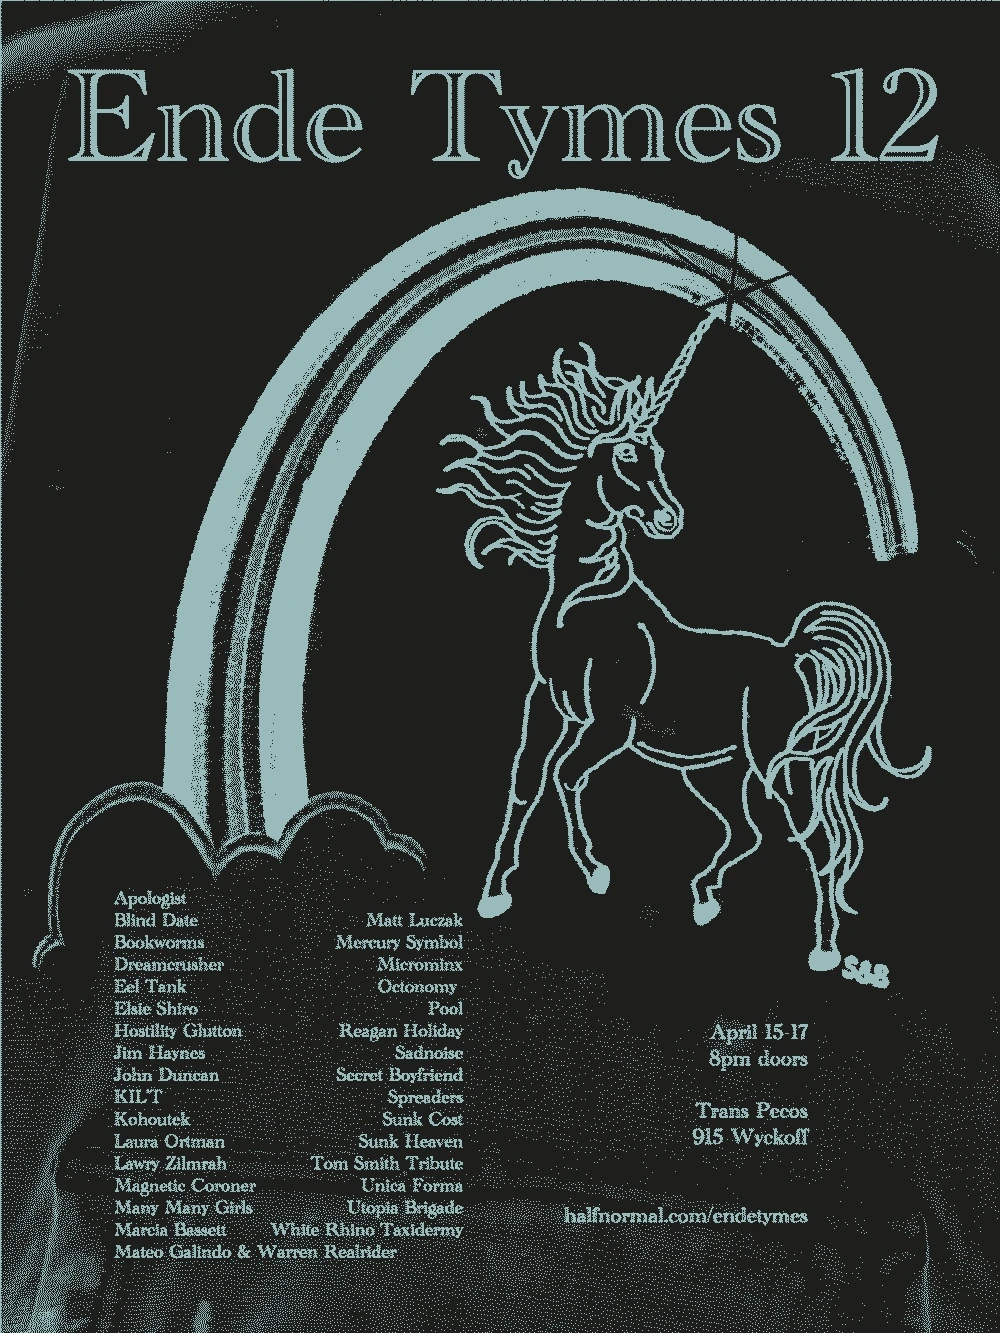 Ende Tymes 12
S&B
Apologist
Blind Date
Bookworms
Dreamcrusher
Eel Tank
Elsie Shiro
Hostility Glutton
Jim Haynes
John Duncan
KILT
Kohoutek
Laura Ortman
Lawry Zilmrah
Magnetic Coroner
Many Many Girls
Marcia Bassett
Mateo Galindo & Warren Realrider
Matt Luczak
Mercury Symbol
Microminx
Octonomy
Pool
Reagan Holiday
Sadnoise
Secret Boyfriend
Spreaders
Sunk Cost
Sunk Heaven
Tom Smith Tribute
Unica Forma
Utopia Brigade
White Rhino Taxidermy
April 15-17
8pm doors
Trans Pecos
915 Wyckoff
halfnormal.com/endetymes